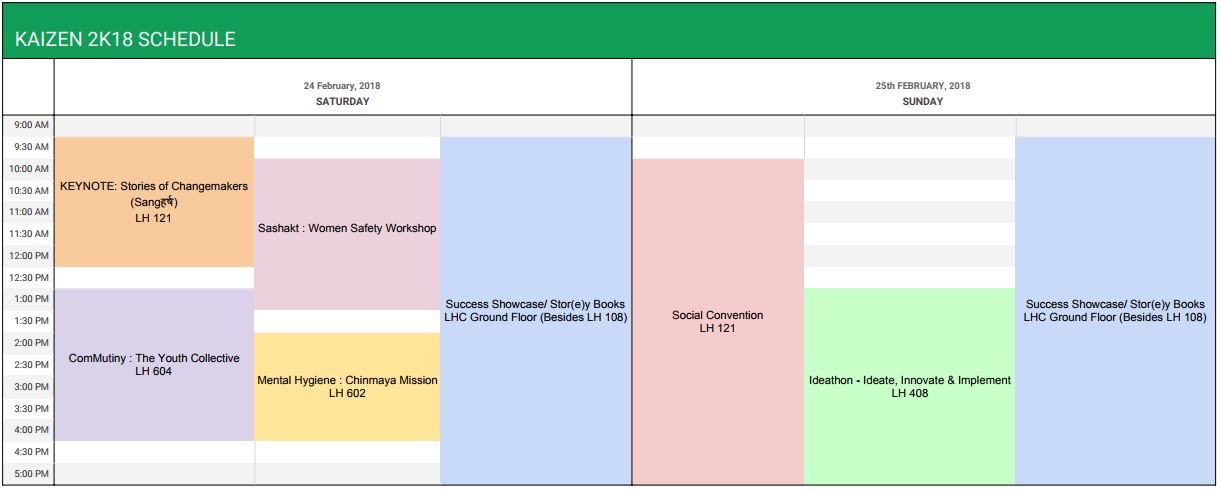 KAIZEN 2K18 SCHEDULE
24 February, 2018
SATURDAY
25th FEBRUARY, 2018
SUNDAY
9:00 AM
9:30 AM
10:00 AM
10:30 AM
11:00 AM
11:30 AM
12:00 PM
12:30 PM
1:00 PM
1:30 PM
2:00 PM
2:30 PM
3:00 PM
3:30 PM
4:00 PM
4:30 PM
5:00 PM
KEYNOTE: Stories of Changemakers
(Sangहर्ष)
LH 121
ComMutiny : The Youth Collective
LH 604
Sashakt : Women Safety Workshop
Mental Hygiene : Chinmaya Mission
LH 602
Success Showcase/ Stor(e)y Books
LHC Ground Floor (Besides LH 108)
Social Convention
LH 121
Ideathon - Ideate, Innovate & Implement
LH 408
Success Showcase/ Stor(e)y Books
LHC Ground Floor (Besides LH 108)